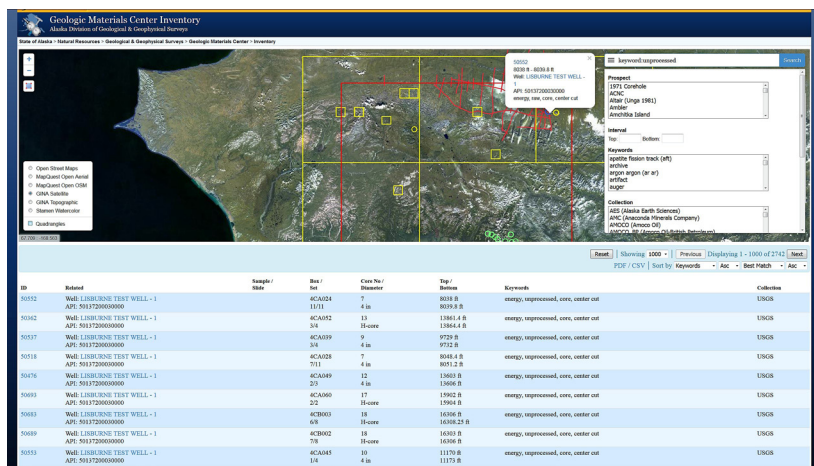 Geologic Materials Center Inventory
Alaska Division of Geological & Geophysical Surveys
State of Alaska > Natural Resources > Geological & Geophysical Surveys > Geologic Materials Center > Inventory
50552
8038 ft - 8039.8 ft
Well: LISBURNE TEST WELL -
1
API: 50137200030000
energy, raw, core, center cut
keyword:unprocessed
Search
Prospect
1971 Corehole
ACNC
Altair (Unga 1981)
Ambler
Amchitka Island
Interval
Top: Bottom:
Keywords
apatite fission track (aft)
archive
argon argon (ar ar)
artifact
auger
Collection
AES (Alaska Earth Sciences)
AMC (Anaconda Minerals Company)
AMOCO (Amoco Oil)
AMOCO, BP (Amoco Oil-British Petroleum)
Open Street Maps
MapQuest Open Aerial
MapQuest Open OSM
GINA Satellite
GINA Topographic
Stamen Watercolor
Quadrangles
Reset | Showing 1000 | Previous Displaying 1 - 1000 of 2742 Next
PDF / CSV | Sort by Keywords Asc Best Match Asc
ID Related Sample / Slide Box / Set Core No / Diameter Top / Bottom Keywords Collection
50552 Well: LISBURNE TEST WELL - 1 4CA024 7 8038 ft energy, unprocessed, core, center cut USGS
API: 50137200030000 11/11 4 in 8039.8 ft
50362 Well: LISBURNE TEST WELL - 1 4CA052 13 13861.4 ft energy, unprocessed, core, center cut USGS
API: 50137200030000 3/4 H-core 13864.4 ft
50537 Well: LISBURNE TEST WELL - 1 4CA039 9 9729 ft energy, unprocessed, core, center cut USGS
API: 50137200030000 3/4 4 in 9732 ft
50518 Well: LISBURNE TEST WELL - 1 4CA028 7 8048.4 ft energy, unprocessed, core, center cut USGS
API: 50137200030000 7/11 4 in 8051.2 ft
50476 Well: LISBURNE TEST WELL - 1 4CA049 12 13603 ft energy, unprocessed, core, center cut USGS
API: 50137200030000 2/3 4 in 13606 ft
50693 Well: LISBURNE TEST WELL - 1 4CA060 17 15902 ft energy, unprocessed, core, center cut USGS
API: 50137200030000 2/2 H-core 15904 ft
50683 Well: LISBURNE TEST WELL - 1 4CB003 18 16306 ft energy, unprocessed, core, center cut USGS
API: 50137200030000 6/8 H-core 16308.25 ft
50689 Well: LISBURNE TEST WELL - 1 4CB002 18 16303 ft energy, unprocessed, core, center cut USGS
API: 50137200030000 7/8 H-core 16306 ft
50553 Well: LISBURNE TEST WELL - 1 4CA045 10 11170 ft energy, unprocessed, core, center cut USGS
API: 50137200030000 1/4 4 in 11173 ft